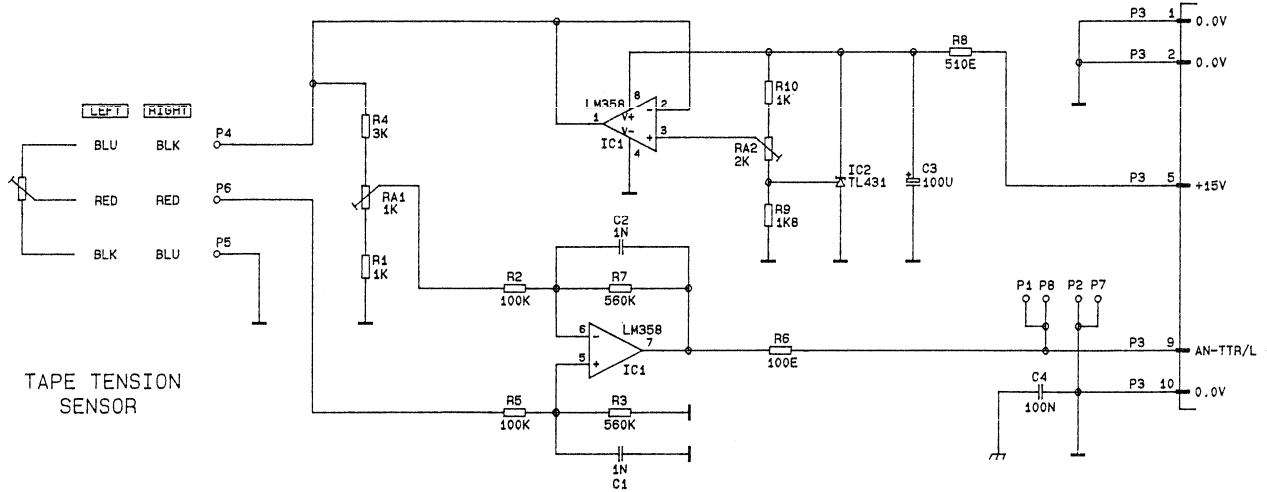 P3 1 0.0V
P3 2 0.0V
R8
510E
8
R10
1K
LM358
V+
V-
- 2
+ 3
1
IC1
4
RA2
2K
IC2
TL431
+ C3
100U
P3 5 +15V
R9
1K8
LEFT RIGHT
P4
BLU BLK
P6
RED RED
P5
BLK BLU
R4
3K
RA1
1K
R1
1K
C2
1N
R2
100K
R7
560K
LM358
6 -
5 +
7
IC1
R6
100E
P1 P8 P2 P7
P3 9 AN-TTR/L
P3 10 0.0V
C4
100N
R5
100K
R3
560K
1N
C1
TAPE TENSION
SENSOR